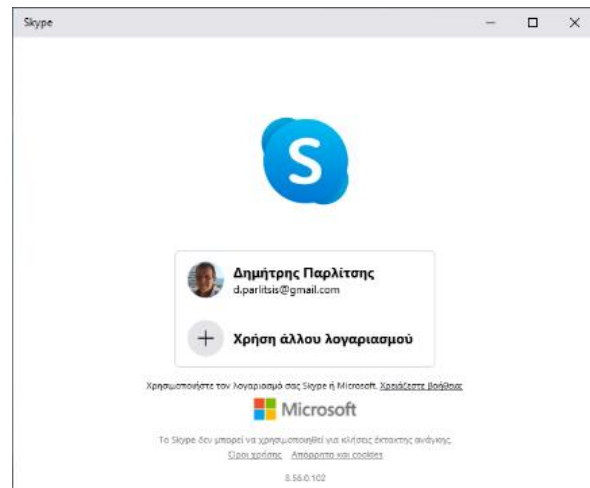 Skype
S
Δημήτρης Παρλίτσης
d.parlitsis@gmail.com
Χρήση άλλου λογαριασμού
Χρησιμοποιήστε τον λογαριασμό σας Skype ή Microsoft. Χρειάζεστε βοήθεια;
Microsoft
Το Skype δεν μπορεί να χρησιμοποιηθεί για κλήσεις έκτακτης ανάγκης.
Όροι χρήσης Απόρρητο και cookies
8.56.0.102